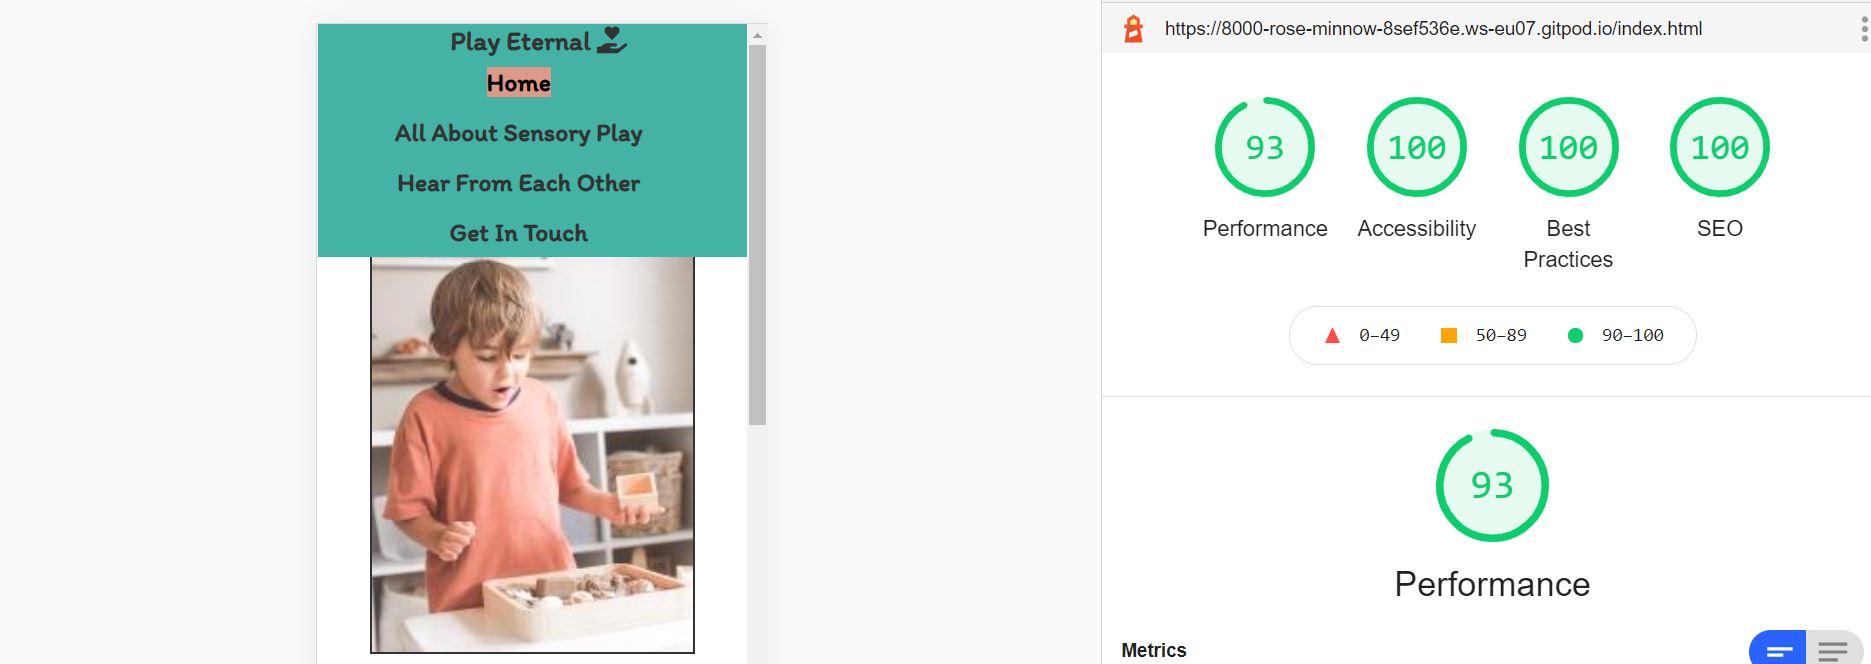 Play Eternal
Home
All About Sensory Play
Hear From Each Other
Get In Touch
https://8000-rose-minnow-8sef536e.ws-eu07.gitpod.io/index.html
93
100
100
100
Performance
Accessibility
Best
Practices
SEO
0–49
50–89
90–100
93
Performance
Metrics